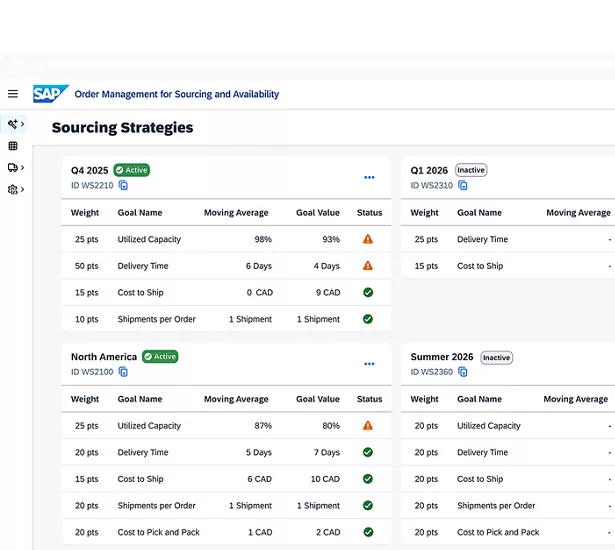 SAP Order Management for Sourcing and Availability
Sourcing Strategies
Q4 2025 Active
ID WS2210
Weight Goal Name Moving Average Goal Value Status
25 pts Utilized Capacity 98% 93%
50 pts Delivery Time 6 Days 4 Days
15 pts Cost to Ship 0 CAD 9 CAD
10 pts Shipments per Order 1 Shipment 1 Shipment
Q1 2026 Inactive
ID WS2310
Weight Goal Name Moving Average
25 pts Delivery Time -
15 pts Cost to Ship -
North America Active
ID WS2100
Weight Goal Name Moving Average Goal Value Status
25 pts Utilized Capacity 87% 80%
20 pts Delivery Time 5 Days 7 Days
15 pts Cost to Ship 6 CAD 10 CAD
20 pts Shipments per Order 1 Shipment 1 Shipment
20 pts Cost to Pick and Pack 1 CAD 2 CAD
Summer 2026 Inactive
ID WS2360
Weight Goal Name Moving Average
20 pts Utilized Capacity -
20 pts Delivery Time -
20 pts Cost to Ship -
20 pts Shipments per Order -
20 pts Cost to Pick and Pack -